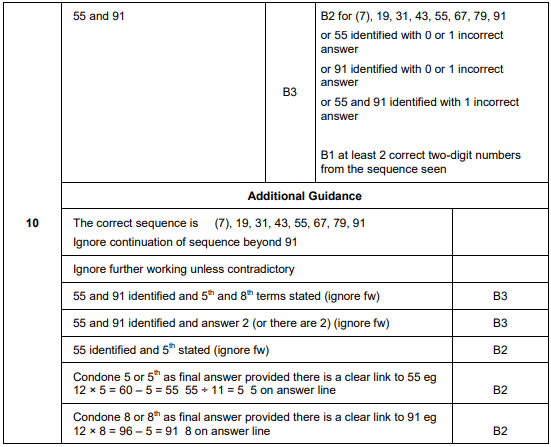 55 and 91
B3
B2 for (7), 19, 31, 43, 55, 67, 79, 91
or 55 identified with 0 or 1 incorrect
answer
or 91 identified with 0 or 1 incorrect
answer
or 55 and 91 identified with 1 incorrect
answer
B1 at least 2 correct two-digit numbers
from the sequence seen
10
Additional Guidance
The correct sequence is (7), 19, 31, 43, 55, 67, 79, 91
Ignore continuation of sequence beyond 91
Ignore further working unless contradictory
55 and 91 identified and 5th and 8th terms stated (ignore fw) B3
55 and 91 identified and answer 2 (or there are 2) (ignore fw) B3
55 identified and 5th stated (ignore fw) B2
Condone 5 or 5th as final answer provided there is a clear link to 55 eg
12 × 5 = 60 – 5 = 55 55 ÷ 11 = 5 5 on answer line B2
Condone 8 or 8th as final answer provided there is a clear link to 91 eg
12 × 8 = 96 – 5 = 91 8 on answer line B2